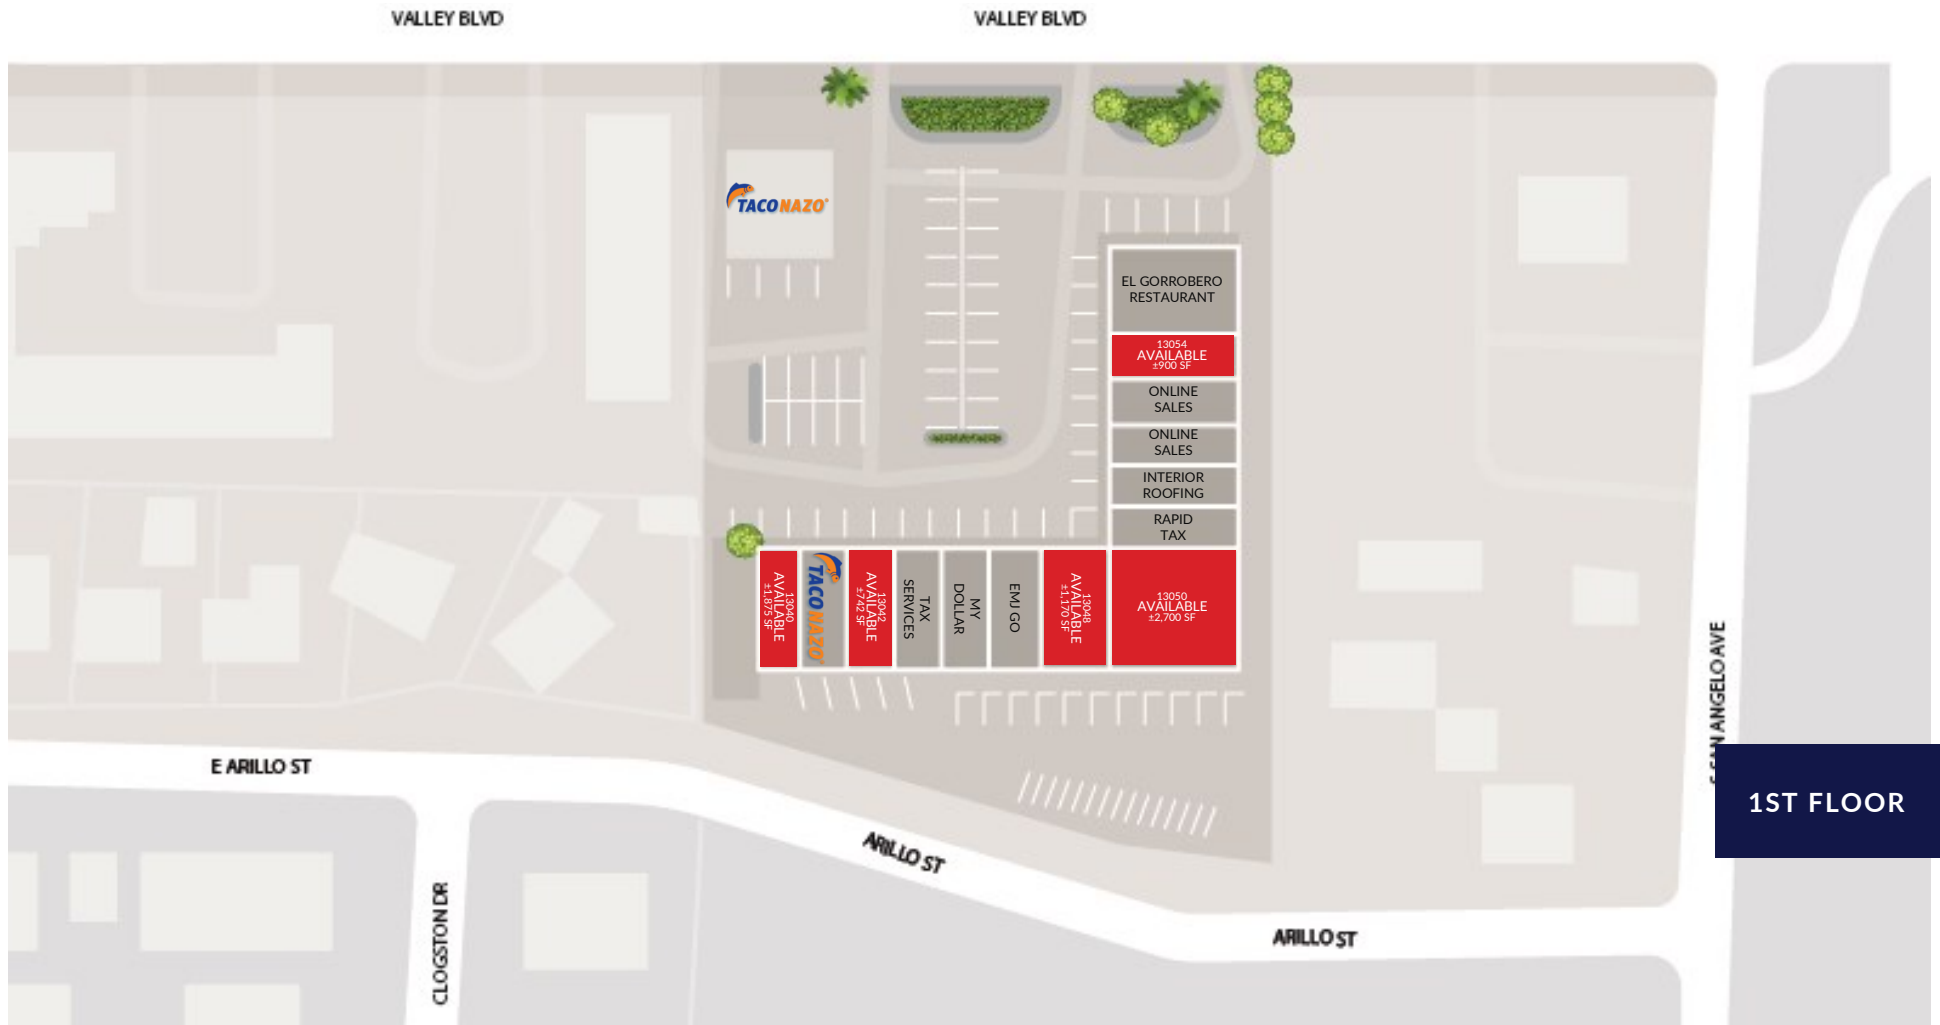 VALLEY BLVD
VALLEY BLVD
TACONAZO
EL GORROBERO
RESTAURANT
13054
AVAILABLE
±900 SF
ONLINE
SALES
ONLINE
SALES
INTERIOR
ROOFING
RAPID
TAX
13040
AVAILABLE
±1,875 SF
TACONAZO
13042
AVAILABLE
±742 SF
TAX
SERVICES
MY
DOLLAR
EMJ GO
13048
AVAILABLE
±1,170 SF
13050
AVAILABLE
±2,700 SF
S SAN ANGELO AVE
1ST FLOOR
E ARILLO ST
ARILLO ST
CLOGSTON DR
ARILLO ST